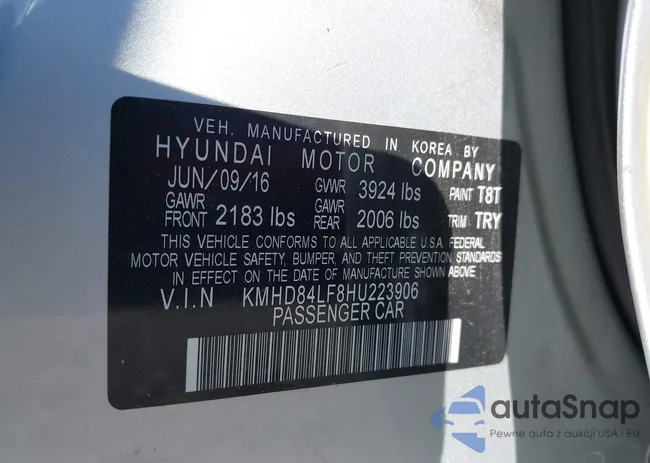 VEH. MANUFACTURED IN KOREA BY
HYUNDAI MOTOR COMPANY
JUN/09/16 GVWR 3924 lbs PAINT T8T
GAWR FRONT 2183 lbs GAWR REAR 2006 lbs TRIM TRY
THIS VEHICLE CONFORMS TO ALL APPLICABLE U.S.A. FEDERAL
MOTOR VEHICLE SAFETY, BUMPER, AND THEFT PREVENTION STANDARDS
IN EFFECT ON THE DATE OF MANUFACTURE SHOWN ABOVE
V.I.N KMHD84LF8HU223906
PASSENGER CAR
autaSnap
Pewne auta z aukcji USA i EU